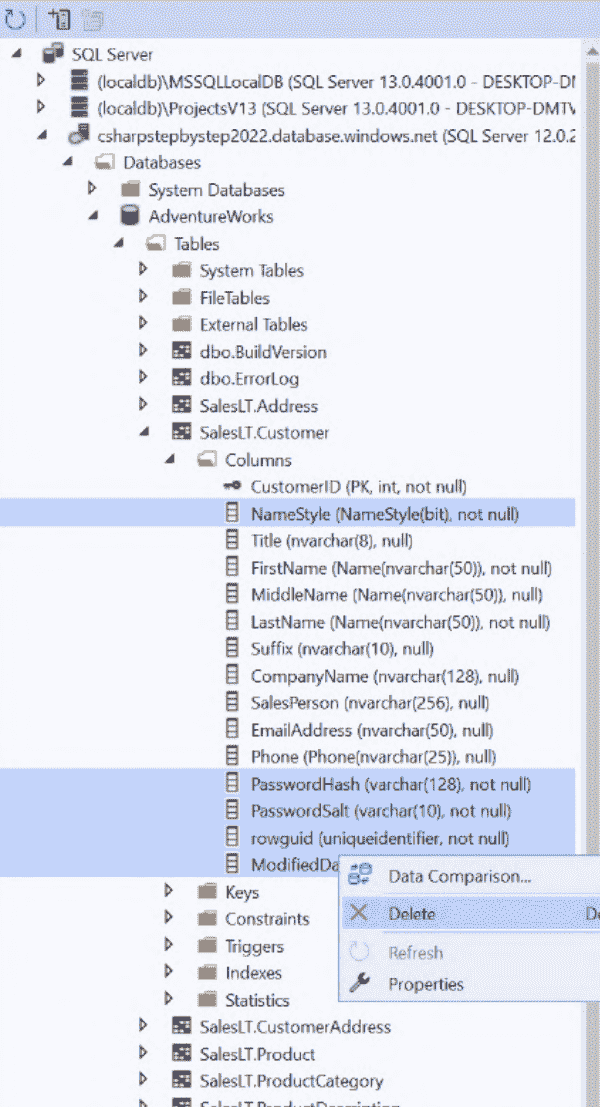 SQL Server
(localdb)\MSSQLLocalDB (SQL Server 13.0.4001.0 - DESKTOP-DM
(localdb)\ProjectsV13 (SQL Server 13.0.4001.0 - DESKTOP-DMTV
csharpstepbystep2022.database.windows.net (SQL Server 12.0.2
Databases
System Databases
AdventureWorks
Tables
System Tables
FileTables
External Tables
dbo.BuildVersion
dbo.ErrorLog
SalesLT.Address
SalesLT.Customer
Columns
CustomerID (PK, int, not null)
NameStyle (NameStyle(bit), not null)
Title (nvarchar(8), null)
FirstName (Name(nvarchar(50)), not null)
MiddleName (Name(nvarchar(50)), null)
LastName (Name(nvarchar(50)), not null)
Suffix (nvarchar(10), null)
CompanyName (nvarchar(128), null)
SalesPerson (nvarchar(256), null)
EmailAddress (nvarchar(50), null)
Phone (Phone(nvarchar(25)), null)
PasswordHash (varchar(128), not null)
PasswordSalt (varchar(10), not null)
rowguid (uniqueidentifier, not null)
ModifiedDa
Data Comparison...
Delete De
Refresh
Properties
Keys
Constraints
Triggers
Indexes
Statistics
SalesLT.CustomerAddress
SalesLT.Product
SalesLT.ProductCategory
SalesLT.ProductDescription